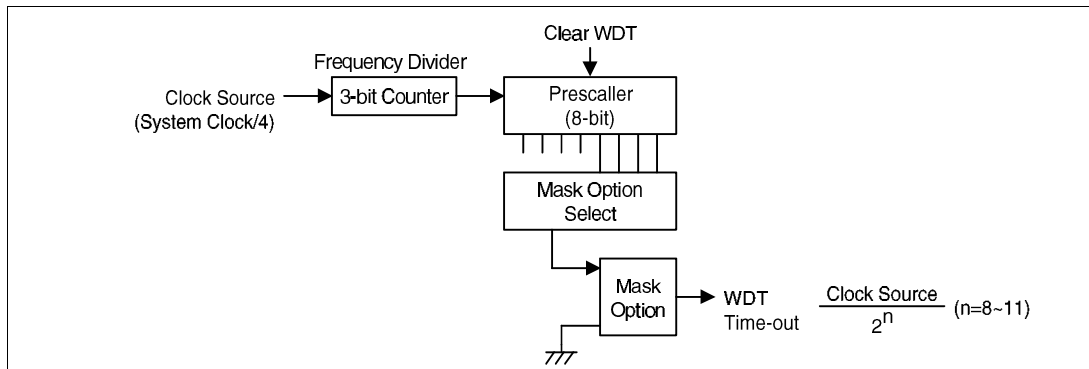 Clear WDT
Frequency Divider
3-bit Counter
Prescaller
(8-bit)
Clock Source
(System Clock/4)
Mask Option
Select
Mask
Option
WDT
Time-out
Clock Source
2n
(n=8~11)